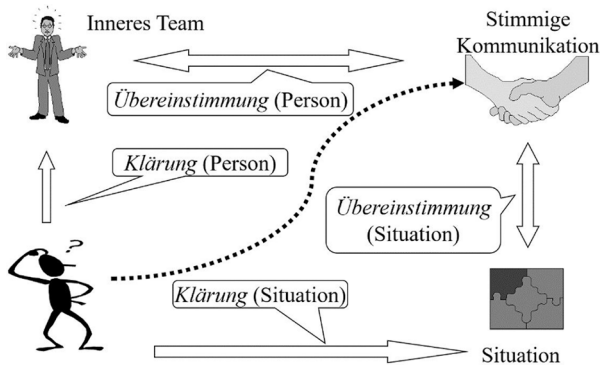 Inneres Team
Stimmige
Kommunikation
Übereinstimmung (Person)
Klärung (Person)
Übereinstimmung
(Situation)
?
Klärung (Situation)
Situation